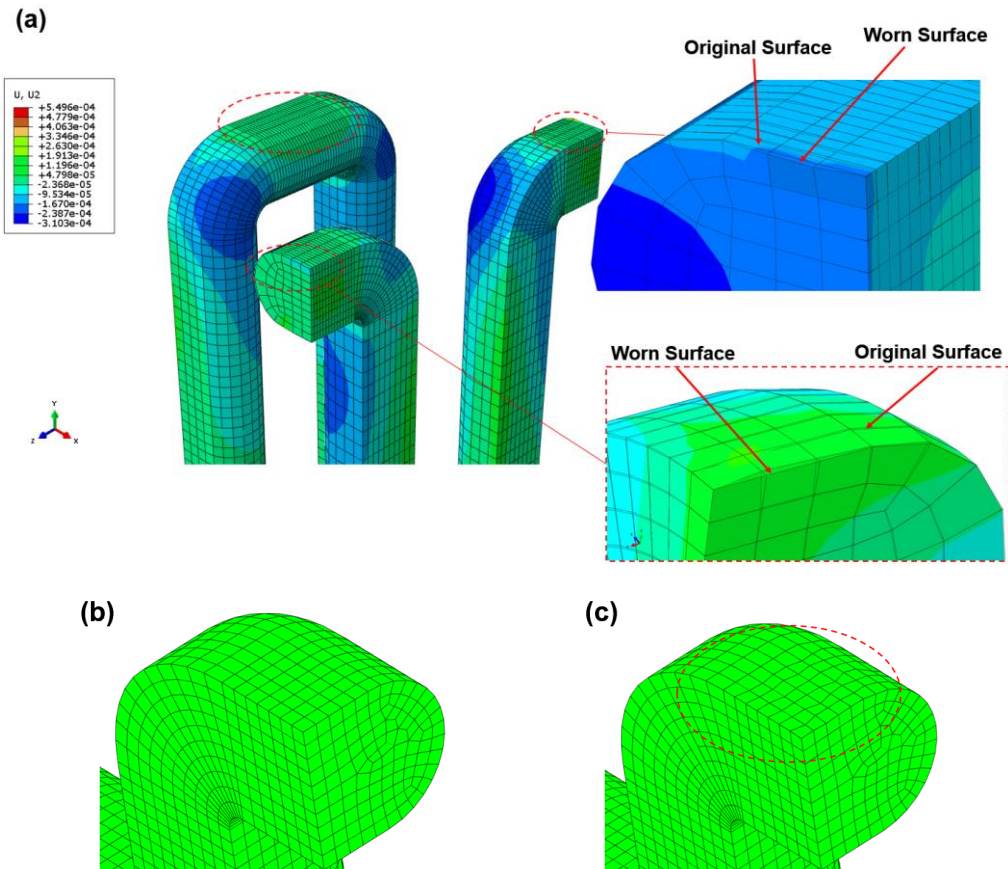 (a)
Original Surface
Worn Surface
U, U2
+5.496e-04
+4.779e-04
+4.063e-04
+3.346e-04
+2.630e-04
+1.913e-04
+1.196e-04
+4.798e-05
-2.368e-05
-9.534e-05
-1.670e-04
-2.387e-04
-3.103e-04
Worn Surface
Original Surface
Y
Z
X
(b)
(c)